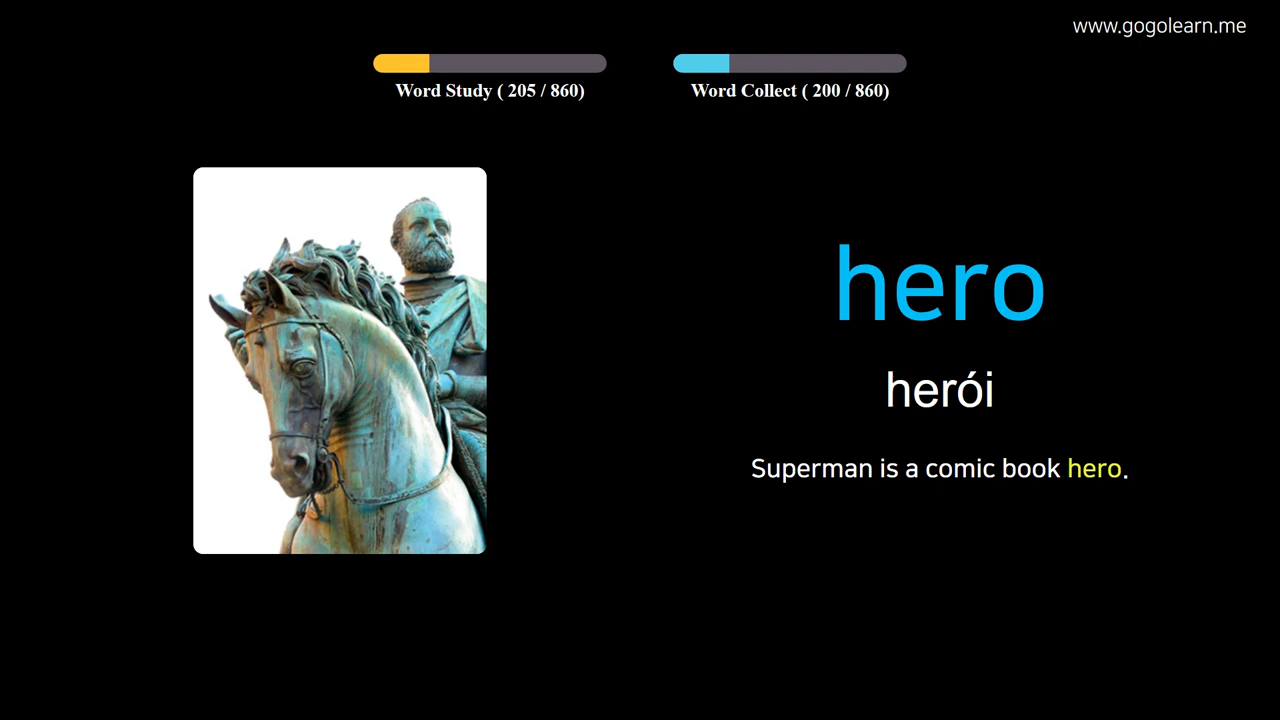 www.gogolearn.me
Word Study ( 205 / 860)
Word Collect ( 200 / 860)
hero
herói
Superman is a comic book hero.